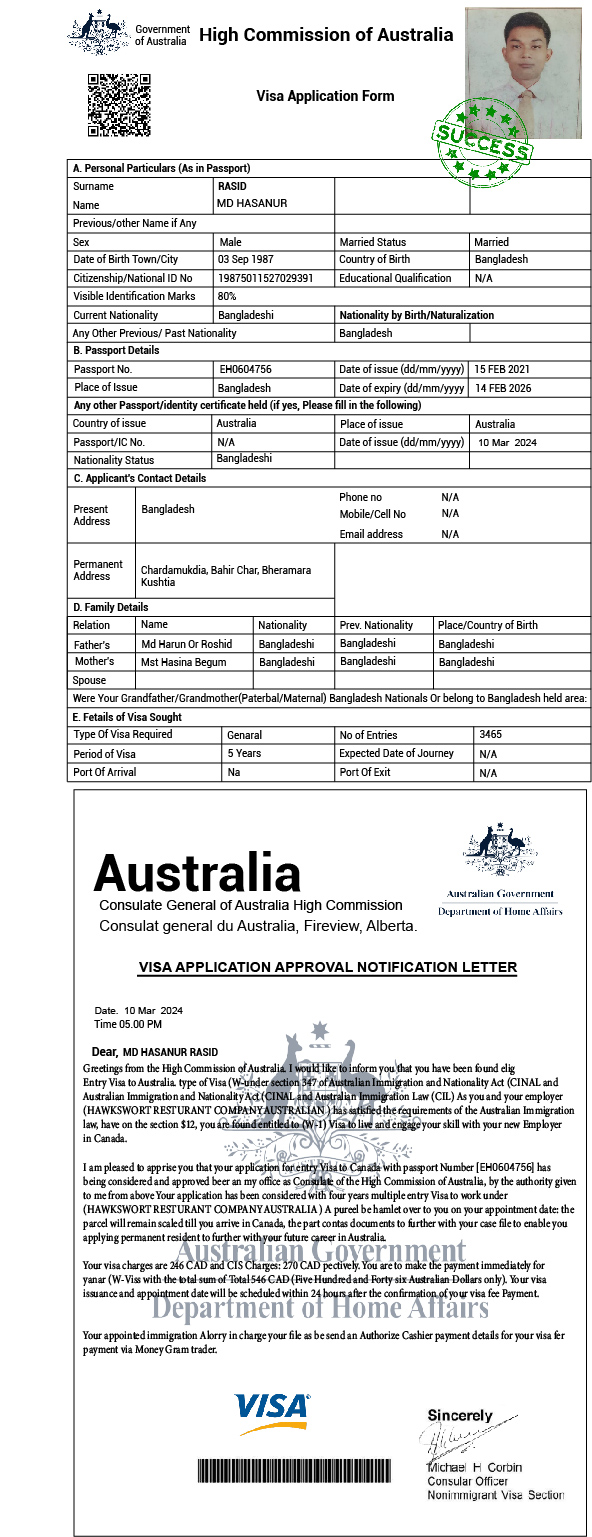 Government
of Australia
High Commission of Australia
Visa Application Form
SUCCESS
A. Personal Particulars (As in Passport)
Surname RASID
Name MD HASANUR
Previous/other Name if Any
Sex Male Married Status Married
Date of Birth Town/City 03 Sep 1987 Country of Birth Bangladesh
Citizenship/National ID No 19875011527029391 Educational Qualification N/A
Visible Identification Marks 80%
Current Nationality Bangladeshi Nationality by Birth/Naturalization
Any Other Previous/ Past Nationality Bangladesh
B. Passport Details
Passport No. EH0604756 Date of issue (dd/mm/yyyy) 15 FEB 2021
Place of Issue Bangladesh Date of expiry (dd/mm/yyyy 14 FEB 2026
Any other Passport/identity certificate held (if yes, Please fill in the following)
Country of issue Australia Place of issue Australia
Passport/IC No. N/A Date of issue (dd/mm/yyyy) 10 Mar 2024
Nationality Status Bangladeshi
C. Applicant's Contact Details
Present Address Bangladesh
Phone no N/A
Mobile/Cell No N/A
Email address N/A
Permanent Address Chardamukdia, Bahir Char, Bheramara
Kushtia
D. Family Details
Relation Name Nationality Prev. Nationality Place/Country of Birth
Father's Md Harun Or Roshid Bangladeshi Bangladeshi Bangladeshi
Mother's Mst Hasina Begum Bangladeshi Bangladeshi Bangladeshi
Spouse
Were Your Grandfather/Grandmother(Paterbal/Maternal) Bangladesh Nationals Or belong to Bangladesh held area:
E. Fetails of Visa Sought
Type Of Visa Required Genaral No of Entries 3465
Period of Visa 5 Years Expected Date of Journey N/A
Port Of Arrival Na Port Of Exit N/A
Australia
Consulate General of Australia High Commission
Consulat general du Australia, Fireview, Alberta.
Australian Government
Department of Home Affairs
VISA APPLICATION APPROVAL NOTIFICATION LETTER
Date. 10 Mar 2024
Time 05.00 PM
Dear, MD HASANUR RASID
Greetings from the High Commission of Australia. I would like to inform you that you have been found elig
Entry Visa to Australia. type of Visa (W-under section 347 of Australian Immigration and Nationality Act (CINAL and
Australian Immigration and Nationality Act (CINAL and Australian Immigration Law (CIL) As you and your employer
(HAWKSWORT RESTURANT COMPANY AUSTRALIAN ) has satisfied the requirements of the Australian Immigration
law, have on the section $12, you are found entitled to (W-1) Visa to live and engage your skill with your new Employer
in Canada.
I am pleased to apprise you that your application for entry Visa to Canada with passport Number [EH0604756] has
being considered and approved beer an my office as Consulate of the High Commission of Australia, by the authority given
to me from above Your application has been considered with four years multiple entry Visa to work under
(HAWKSWORT RESTURANT COMPANY AUSTRALIA ) A pureel be hamlet over to you on your appointment date: the
parcel will remain scaled till you arrive in Canada, the part contas documents to further with your case file to enable you
applying permanent resident to further with your future career in Australia.
Australian Government
Your visa charges are 246 CAD and CIS Charges: 270 CAD pectively. You are to make the payment immediately for
yanar (W-Viss with the total sum of Total 546 CAD (Five Hundred and Forty six Australian Dollars only). Your visa
issuance and appointment date will be scheduled within 24 hours after the confirmation of your visa fee Payment.
Department of Home Affairs
Your appointed immigration Alorry in charge your file as be send an Authorize Cashier payment details for your visa fer
payment via Money Gram trader.
VISA
Sincerely
Michael H Corbin
Consular Officer
Nonimmigrant Visa Section